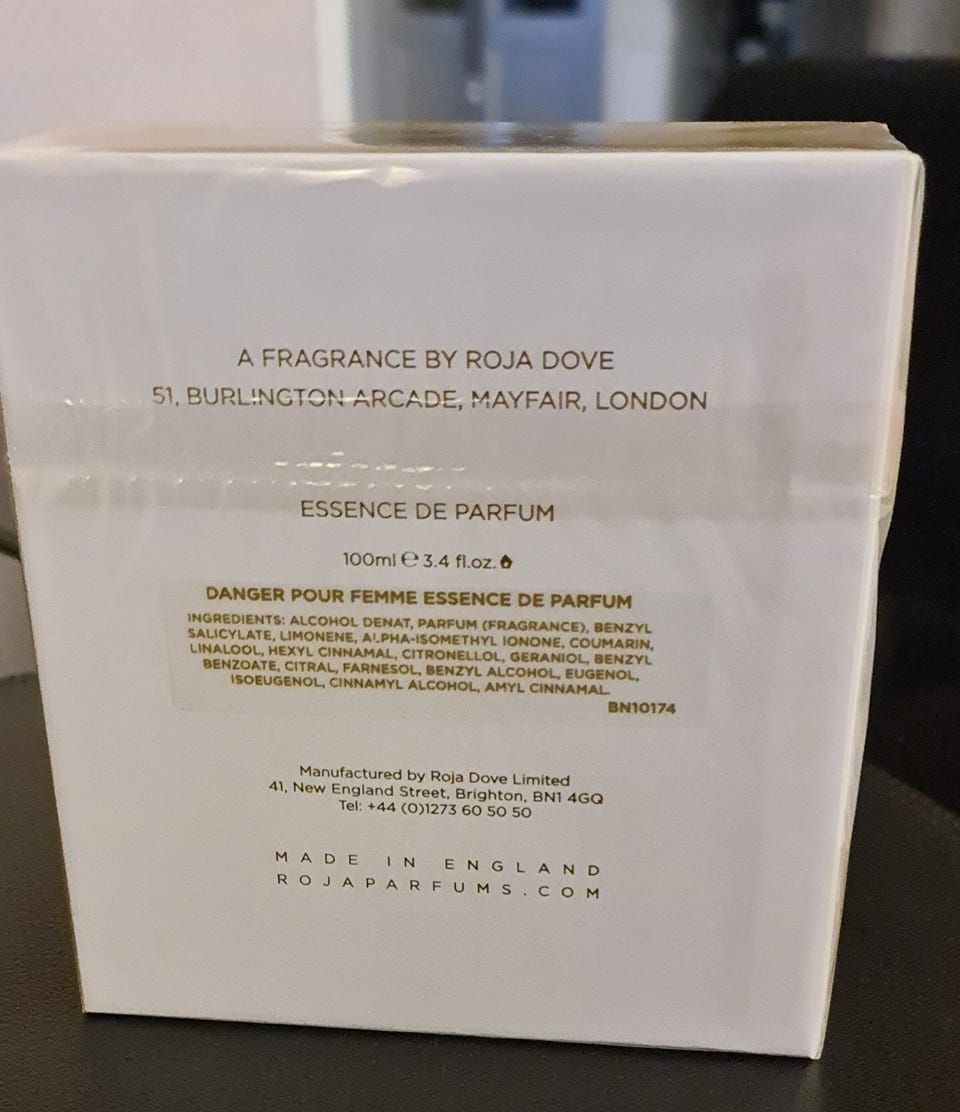 A FRAGRANCE BY ROJA DOVE
51, BURLINGTON ARCADE, MAYFAIR, LONDON
ESSENCE DE PARFUM
100ml ℮ 3.4 fl.oz.
DANGER POUR FEMME ESSENCE DE PARFUM
INGREDIENTS: ALCOHOL DENAT, PARFUM (FRAGRANCE), BENZYL
SALICYLATE, LIMONENE, ALPHA-ISOMETHYL IONONE, COUMARIN,
LINALOOL, HEXYL CINNAMAL, CITRONELLOL, GERANIOL, BENZYL
BENZOATE, CITRAL, FARNESOL, BENZYL ALCOHOL, EUGENOL,
ISOEUGENOL, CINNAMYL ALCOHOL, AMYL CINNAMAL.
BN10174
Manufactured by Roja Dove Limited
41, New England Street, Brighton, BN1 4GQ
Tel: +44 (0)1273 60 50 50
MADE IN ENGLAND
ROJAPARFUMS.COM